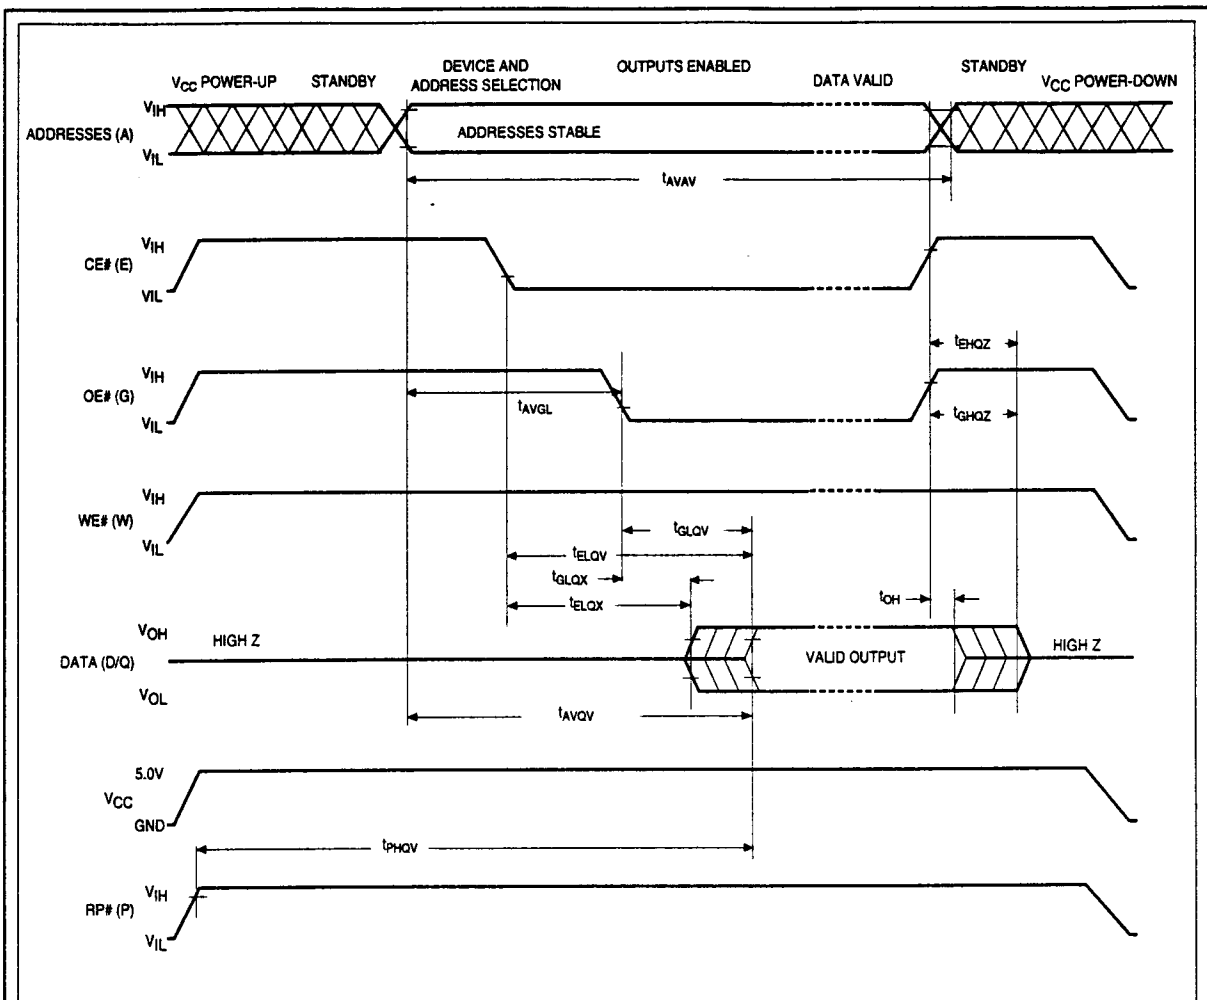 VCC POWER-UP STANDBY DEVICE AND ADDRESS SELECTION OUTPUTS ENABLED DATA VALID STANDBY VCC POWER-DOWN
VIH
ADDRESSES (A)
ADDRESSES STABLE
VIL
tAVAV
VIH
CE# (E)
VIL
tEHQZ
VIH
OE# (G)
tAVGL
tGHQZ
VIL
VIH
WE# (W)
tGLQV
VIL
tELQV
tGLQX
tELQX
tOH
VOH
HIGH Z
DATA (D/Q)
VALID OUTPUT
HIGH Z
VOL
tAVQV
5.0V
VCC
GND
tPHQV
VIH
RP# (P)
VIL